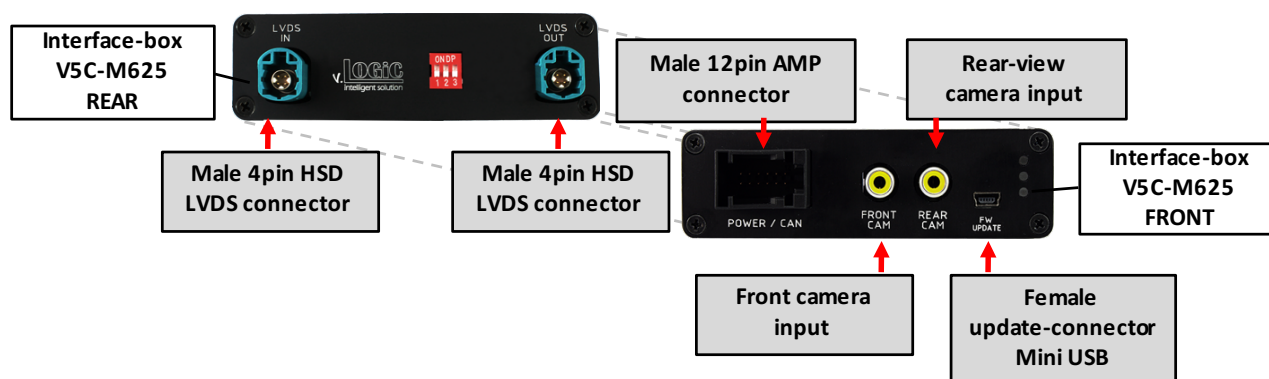 Interface-box
V5C-M625
REAR
LVDS
IN
v.LOGiC
intelligent solution
ON DP
1 2 3
LVDS
OUT
Male 12pin AMP
connector
Rear-view
camera input
Male 4pin HSD
LVDS connector
Male 4pin HSD
LVDS connector
POWER / CAN
FRONT
CAM
REAR
CAM
FW
UPDATE
Interface-box
V5C-M625
FRONT
Front camera
input
Female
update-connector
Mini USB